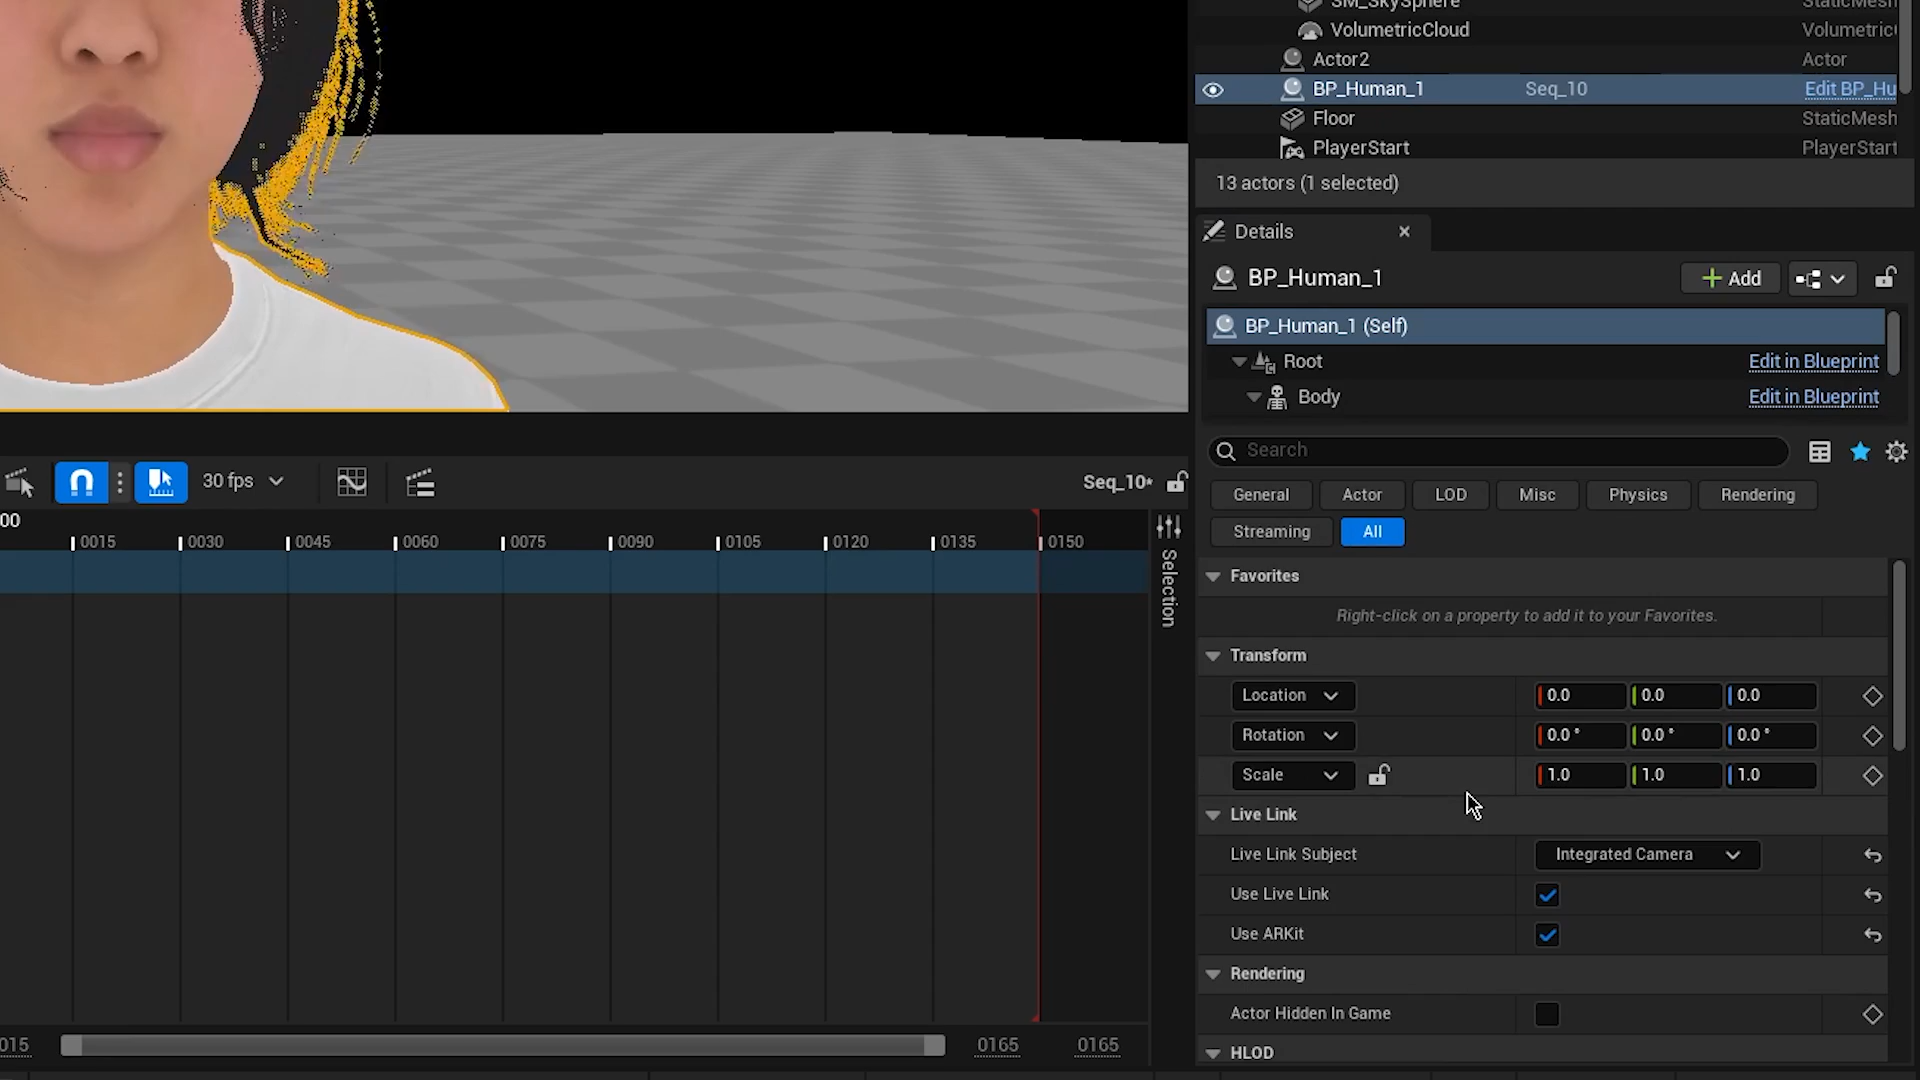 SM_SkySphere StaticMesh
VolumetricCloud Volumetric
Actor2 Actor
BP_Human_1 Seq_10 Edit BP_Hu
Floor StaticMesh
PlayerStart PlayerStart
13 actors (1 selected)
Details
BP_Human_1 Add
BP_Human_1 (Self)
Root Edit in Blueprint
Body Edit in Blueprint
Search
General Actor LOD Misc Physics Rendering
Streaming All
Favorites
Right-click on a property to add it to your Favorites.
Transform
Location 0.0 0.0 0.0
Rotation 0.0 ° 0.0 ° 0.0 °
Scale 1.0 1.0 1.0
Live Link
Live Link Subject Integrated Camera
Use Live Link
Use ARKit
Rendering
Actor Hidden In Game
HLOD
30 fps Seq_10*
00
0015 0030 0045 0060 0075 0090 0105 0120 0135 0150
Selection
015 0165 0165